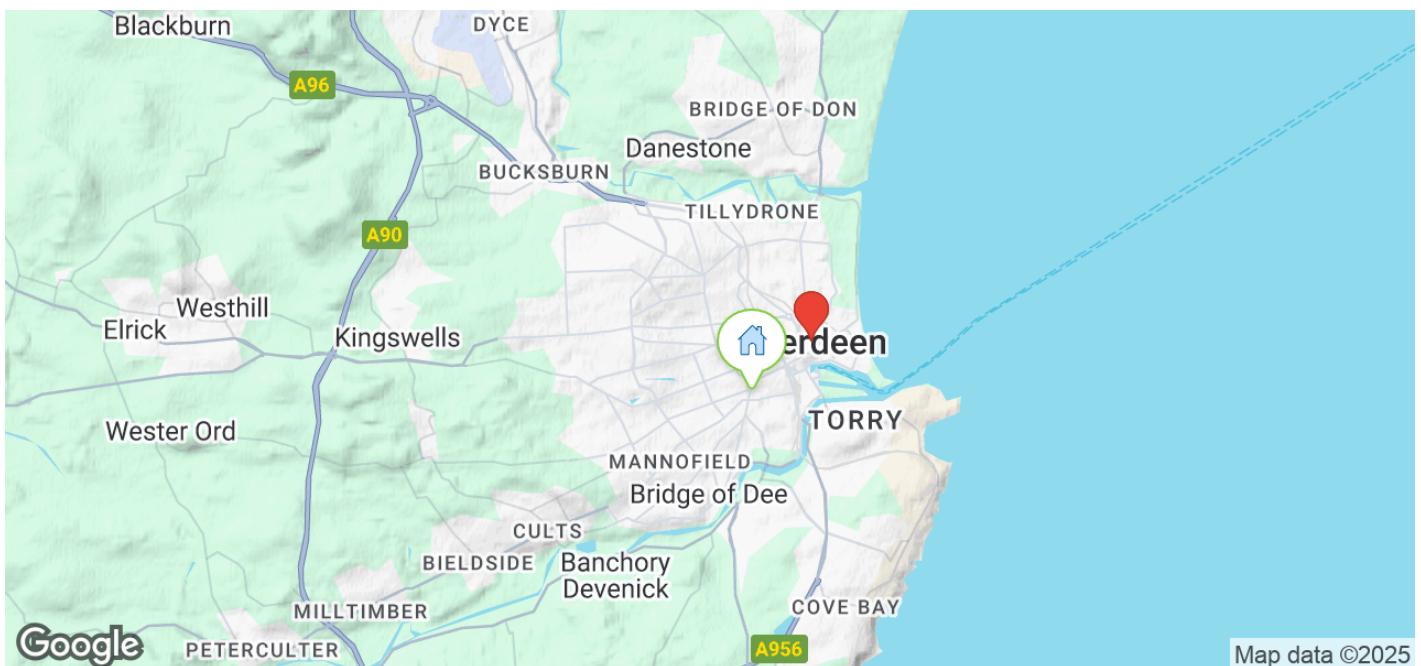 Blackburn
DYCE
A96
BRIDGE OF DON
Danestone
BUCKSBURN
TILLYDRONE
A90
Westhill
Elrick
Kingswells
erdeen
TORRY
Wester Ord
MANNOFIELD
Bridge of Dee
CULTS
BIELDSIDE
Banchory
Devenick
MILLTIMBER
COVE BAY
PETERCULTER
A956
Google
Map data ©2025